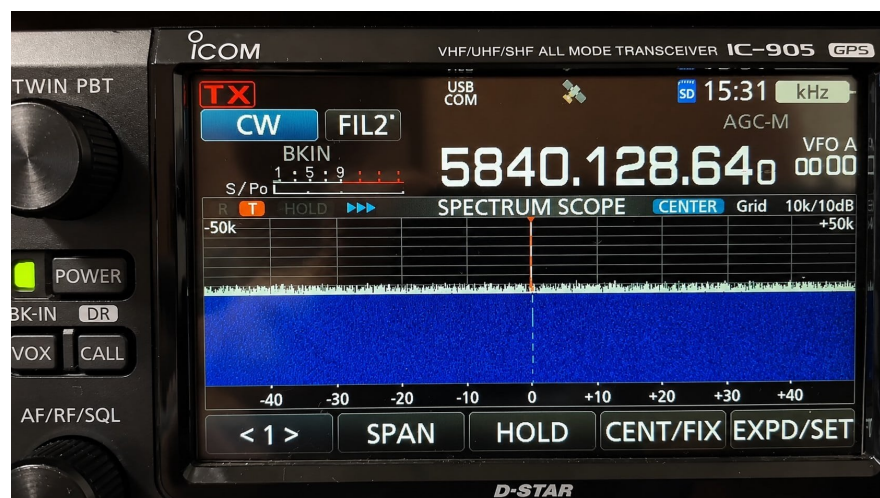 ICOM VHF/UHF/SHF ALL MODE TRANSCEIVER IC-905 GPS
TWIN PBT
TX USB COM SD 15:31 kHz
CW FIL2 AGC-M
BKIN
1 : 5 : 9
S/Po
5840.128.640 VFO A
R T HOLD SPECTRUM SCOPE CENTER Grid 10k/10dB
-50k +50k
POWER
BK-IN DR
VOX CALL
-40 -30 -20 -10 0 +10 +20 +30 +40
AF/RF/SQL
<1> SPAN HOLD CENT/FIX EXPD/SET
D-STAR